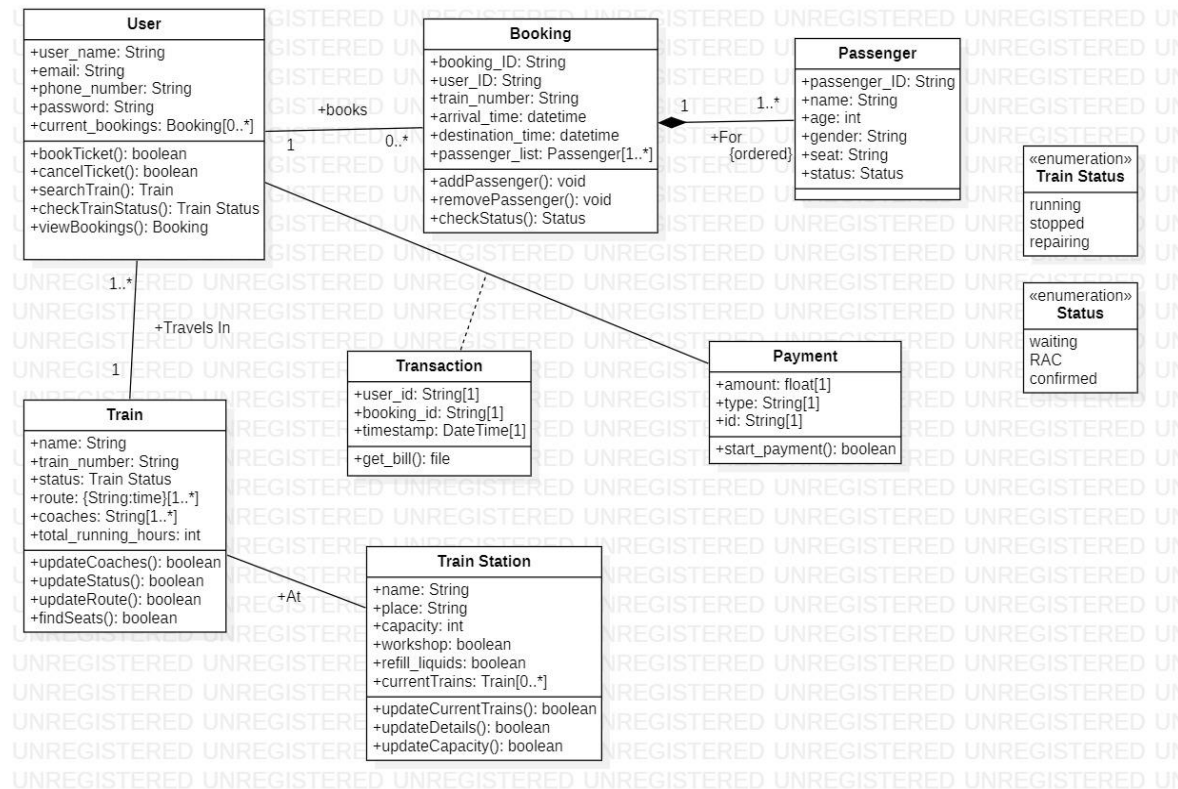 User
+user_name: String
+email: String
+phone_number: String
+password: String
+current_bookings: Booking[0..*]
+bookTicket(): boolean
+cancelTicket(): boolean
+searchTrain(): Train
+checkTrainStatus(): Train Status
+viewBookings(): Booking
+books
1
0..*
Booking
+booking_ID: String
+user_ID: String
+train_number: String
+arrival_time: datetime
+destination_time: datetime
+passenger_list: Passenger[1..*]
+addPassenger(): void
+removePassenger(): void
+checkStatus(): Status
1
1..*
+For
{ordered}
Passenger
+passenger_ID: String
+name: String
+age: int
+gender: String
+seat: String
+status: Status
«enumeration»
Train Status
running
stopped
repairing
«enumeration»
Status
waiting
RAC
confirmed
1..*
+Travels In
1
Transaction
+user_id: String[1]
+booking_id: String[1]
+timestamp: DateTime[1]
+get_bill(): file
Payment
+amount: float[1]
+type: String[1]
+id: String[1]
+start_payment(): boolean
Train
+name: String
+train_number: String
+status: Train Status
+route: {String:time}[1..*]
+coaches: String[1..*]
+total_running_hours: int
+updateCoaches(): boolean
+updateStatus(): boolean
+updateRoute(): boolean
+findSeats(): boolean
+At
Train Station
+name: String
+place: String
+capacity: int
+workshop: boolean
+refill_liquids: boolean
+currentTrains: Train[0..*]
+updateCurrentTrains(): boolean
+updateDetails(): boolean
+updateCapacity(): boolean
UNREGISTERED